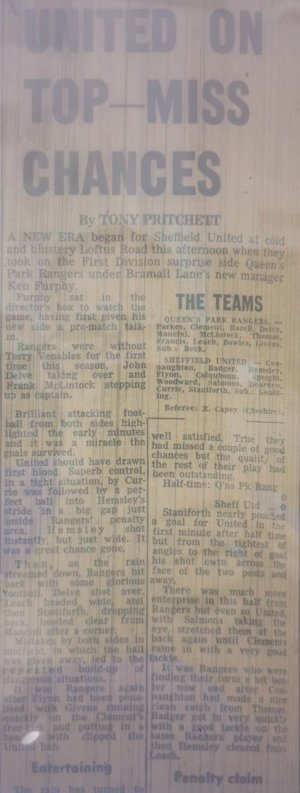 UNITED ON
TOP—MISS
CHANCES
By TONY PRITCHETT
A NEW ERA began for Sheffield United at cold
and blustery Loftus Road this afternoon when they
took on the First Division surprise side Queen's
Park Rangers under Bramall Lane's new manager
Ken Furphy.
Furphy sat in the
director's box to watch the
game, having first given his
new side a pre-match talk-
in.
Rangers were without
Terry Venables for the first
time this season, John
Delve taking over and
Frank McLintock stepping
up as captain.
Brilliant attacking foot-
ball from both sides high-
lighted the early minutes
and it was a miracle the
goals survived.
United should have drawn
first blood. Superb control,
in a tight situation, by Cur-
rie was followed by a per-
fect ball into Hemsley's
stride in a big gap just
inside Rangers' penalty
area. Hemsley shot
instantly, but just wide. It
was a great chance gone.
Then, as the rain
streamed down, Rangers hit
back with some glorious
football. Delve shot over,
Leach headed wide, and
then Staniforth, dropping
back, headed clear from
Mancini after a corner.
Mistakes by both sides in
midfield, in which the ball
was given away, led to the
repeated build-up of
dangerous situations.
It was Rangers again
after Flynn had been pena-
lised with Givens running
quickly on the Clement's
free-kick and putting in a
header with clipped the
United bar.
Entertaining
The rain has turned to
THE TEAMS
QUEEN'S PARK RANGERS. —
Parkes, Clement, Hazell, Delve,
Mancini, McLintock, Thomas,
Francis, Leach, Bowles, Givens.
Sub.: Beck.
SHEFFIELD UNITED. — Con-
naughton, Badger, Hemsley,
Flynn, Colquhoun, Speight,
Woodward, Salmons, Dearden,
Currie, Staniforth. Sub.: Gould-
ing.
Referee: R. Capey (Cheshire).
well satisfied. True they
had missed a couple of good
chances but the quality of
the rest of their play had
been outstanding.
Half-time: Q'ns Pk Rang
0
Sheff Utd 0
Staniforth nearly poached
a goal for United in the
first minute after half time
but from the tightest of
angles to the right of goal
his shot cwin across the
face of the two posts and
away.
There was much more
enterprise in this half from
Rangers but even so United,
with Salmons taking the
eye, stretched them at the
back again until Clements
came in with a very good
tackle.
It was Rangers who were
finding their form a bit bet-
ter now and after Con-
naughton had made a nice
clean catch from Thomas,
Badger got in very quickly
with a good tackle on the
same Rangers player and
then Hemsley cleared from
Leach.
Penalty claim